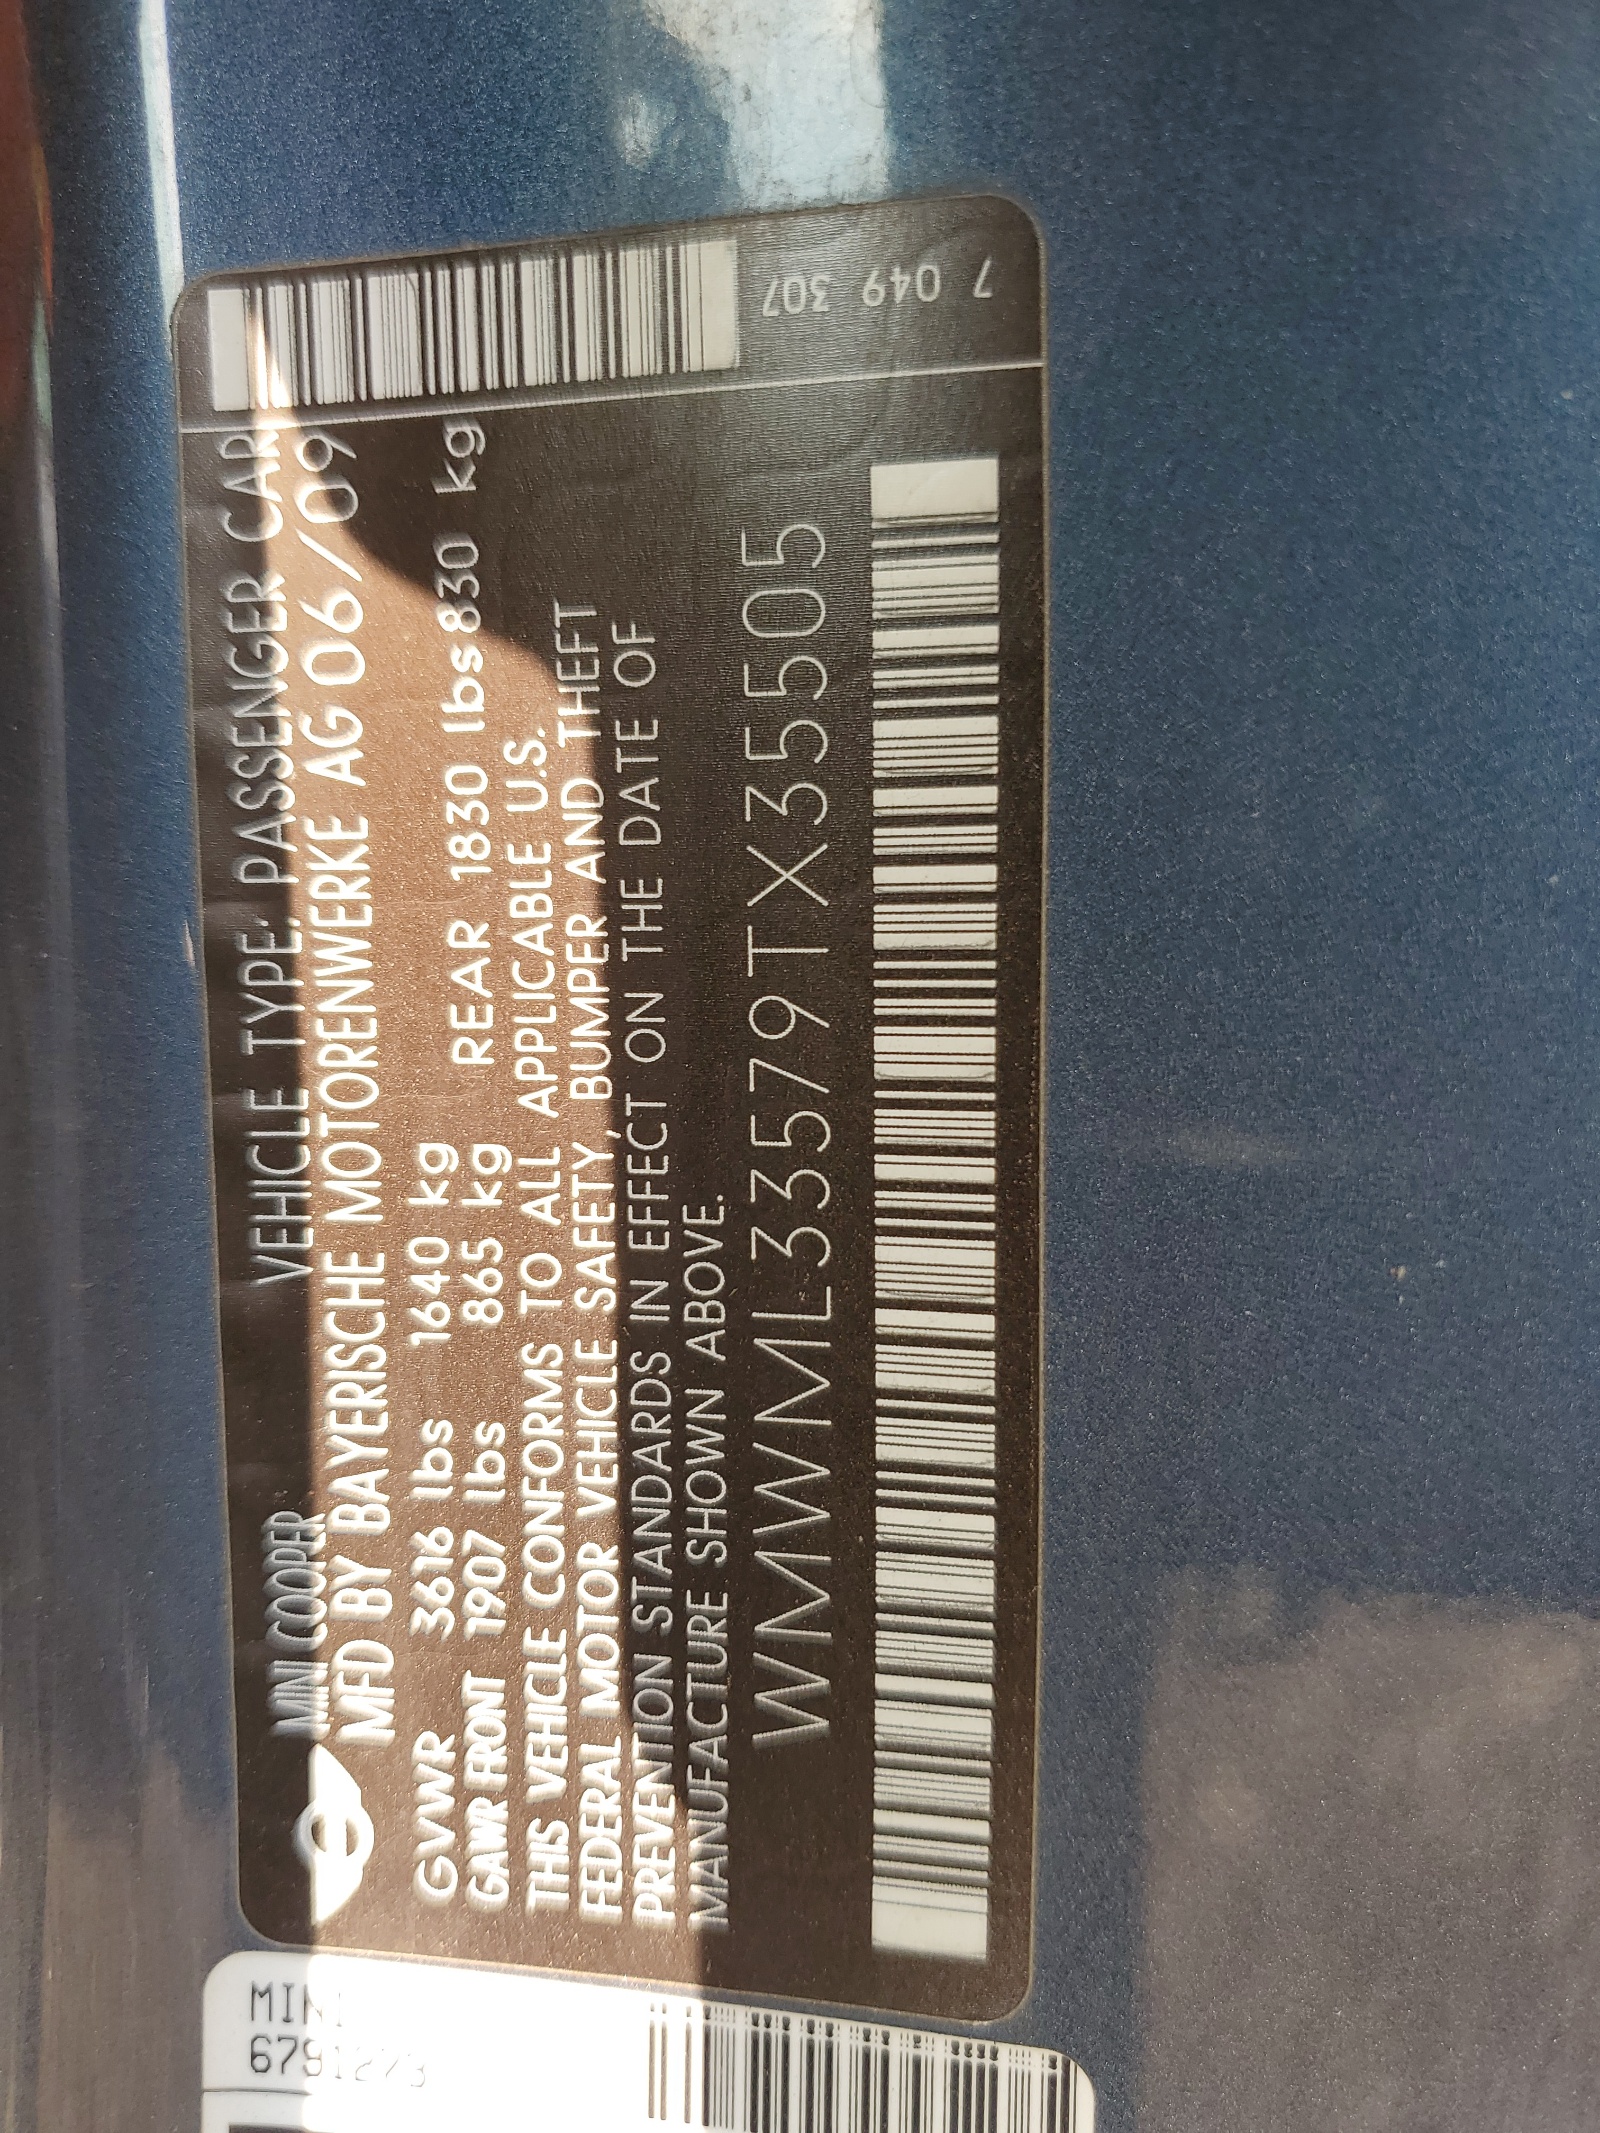 MINI COOPER VEHICLE TYPE: PASSENGER CAR
MFD BY BAYERISCHE MOTORENWERKE AG 06/09
GVWR 3616 lbs 1640 kg
GAWR FRONT 1907 lbs 865 kg REAR 1830 lbs 830 kg
THIS VEHICLE CONFORMS TO ALL APPLICABLE U.S.
FEDERAL MOTOR VEHICLE SAFETY, BUMPER AND THEFT
PREVENTION STANDARDS IN EFFECT ON THE DATE OF
MANUFACTURE SHOWN ABOVE.
WMWML33579TX35505
7 049 307
MINI
6791273